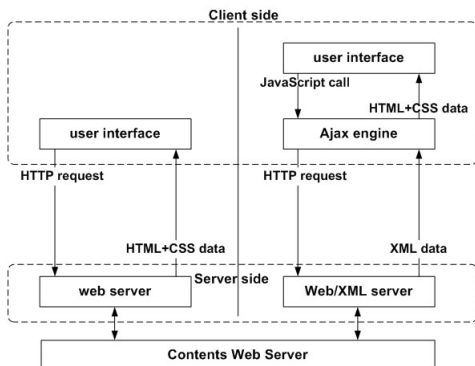 Client side
user interface
JavaScript call
HTML+CSS data
user interface
Ajax engine
HTTP request
HTTP request
HTML+CSS data
XML data
Server side
web server
Web/XML server
Contents Web Server